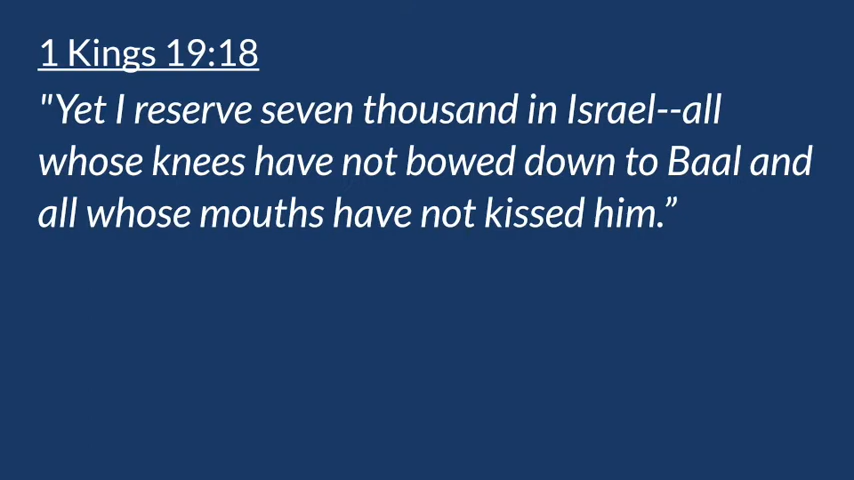 1 Kings 19:18
"Yet I reserve seven thousand in Israel--all
whose knees have not bowed down to Baal and
all whose mouths have not kissed him.”